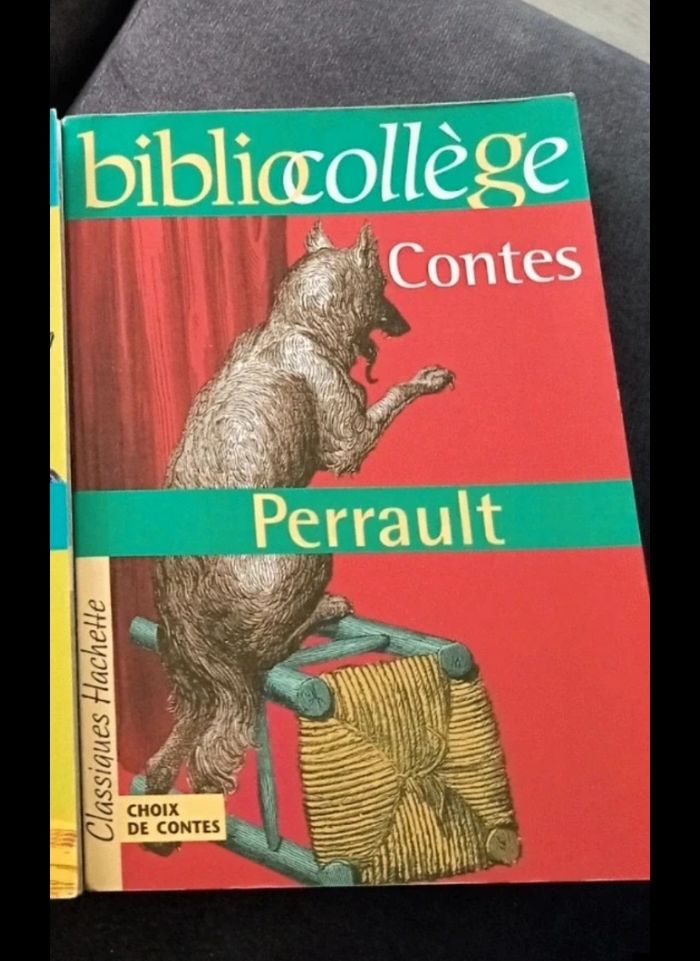 bibliocollège
Contes
Perrault
Classiques Hachette
CHOIX
DE CONTES